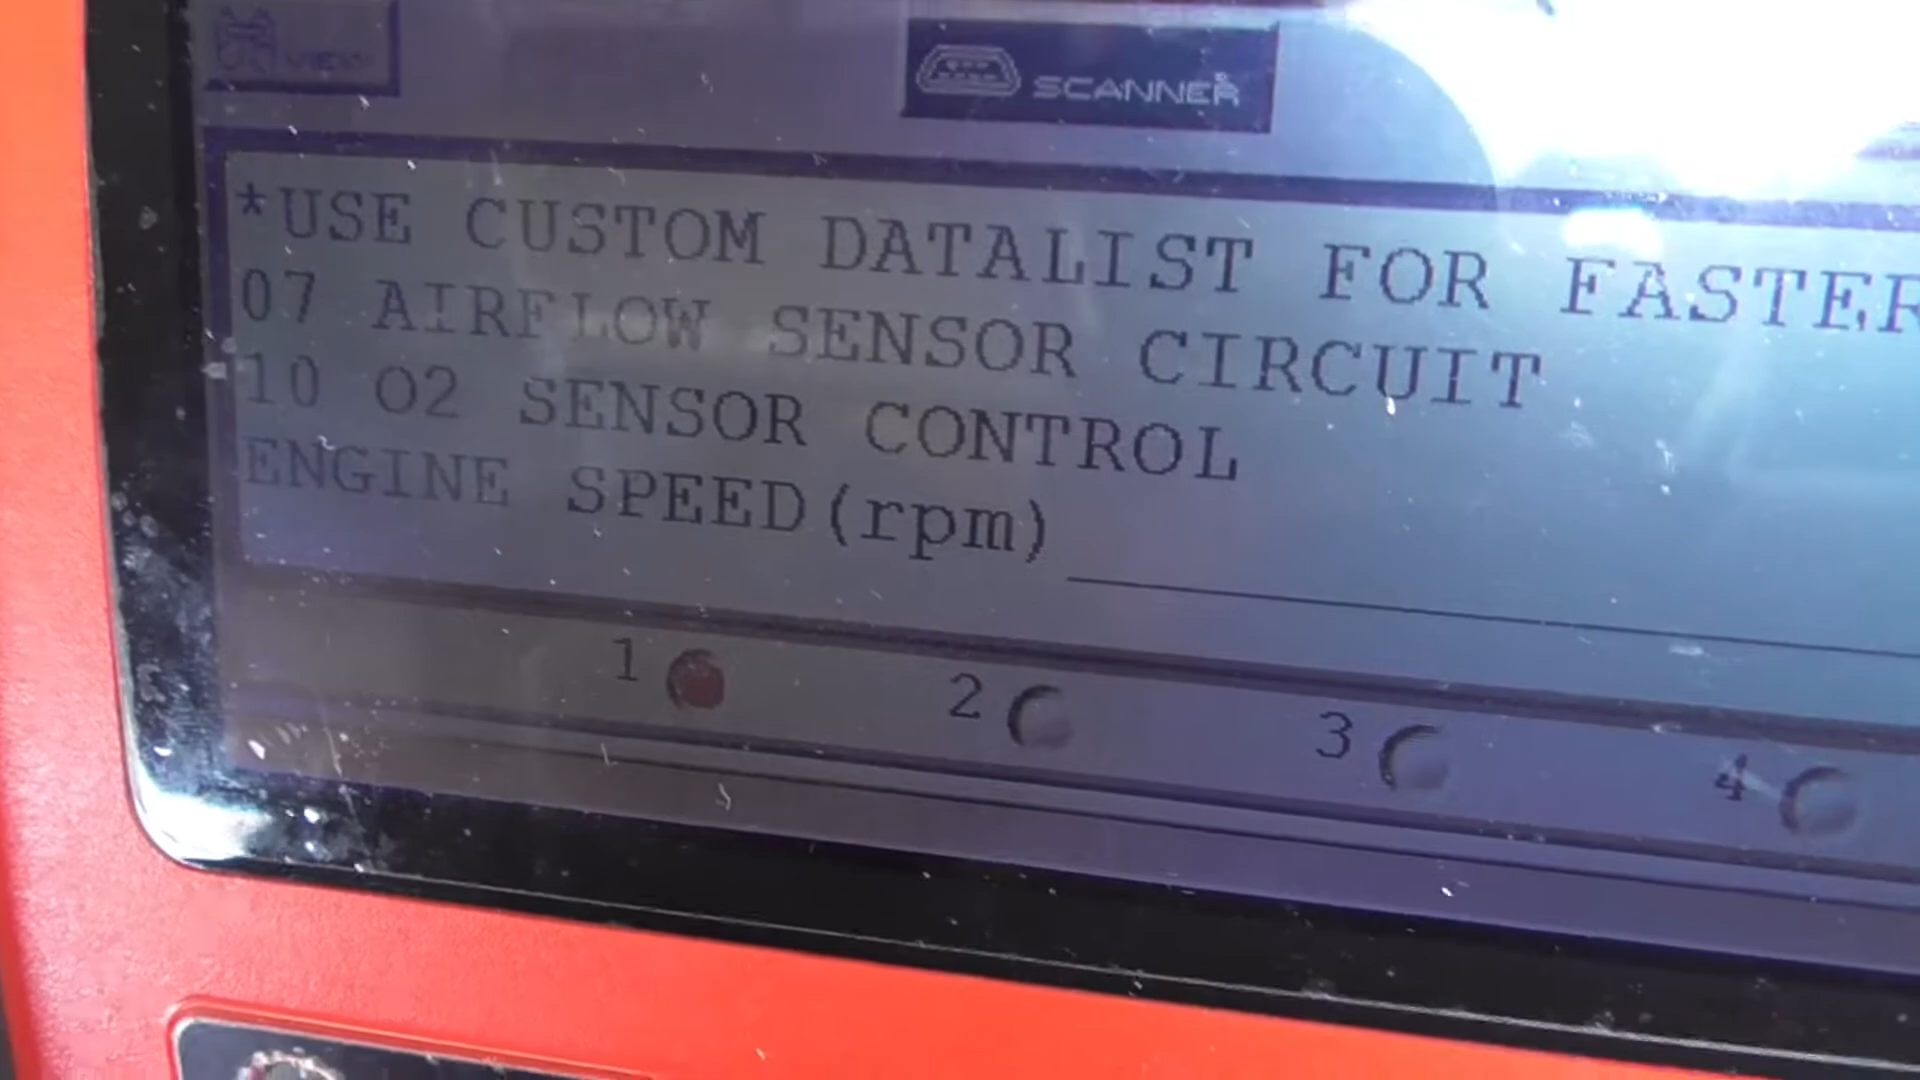 VIEW
SCANNER
*USE CUSTOM DATALIST FOR FASTER
07 AIRFLOW SENSOR CIRCUIT
10 O2 SENSOR CONTROL
ENGINE SPEED(rpm)
1 2 3 4